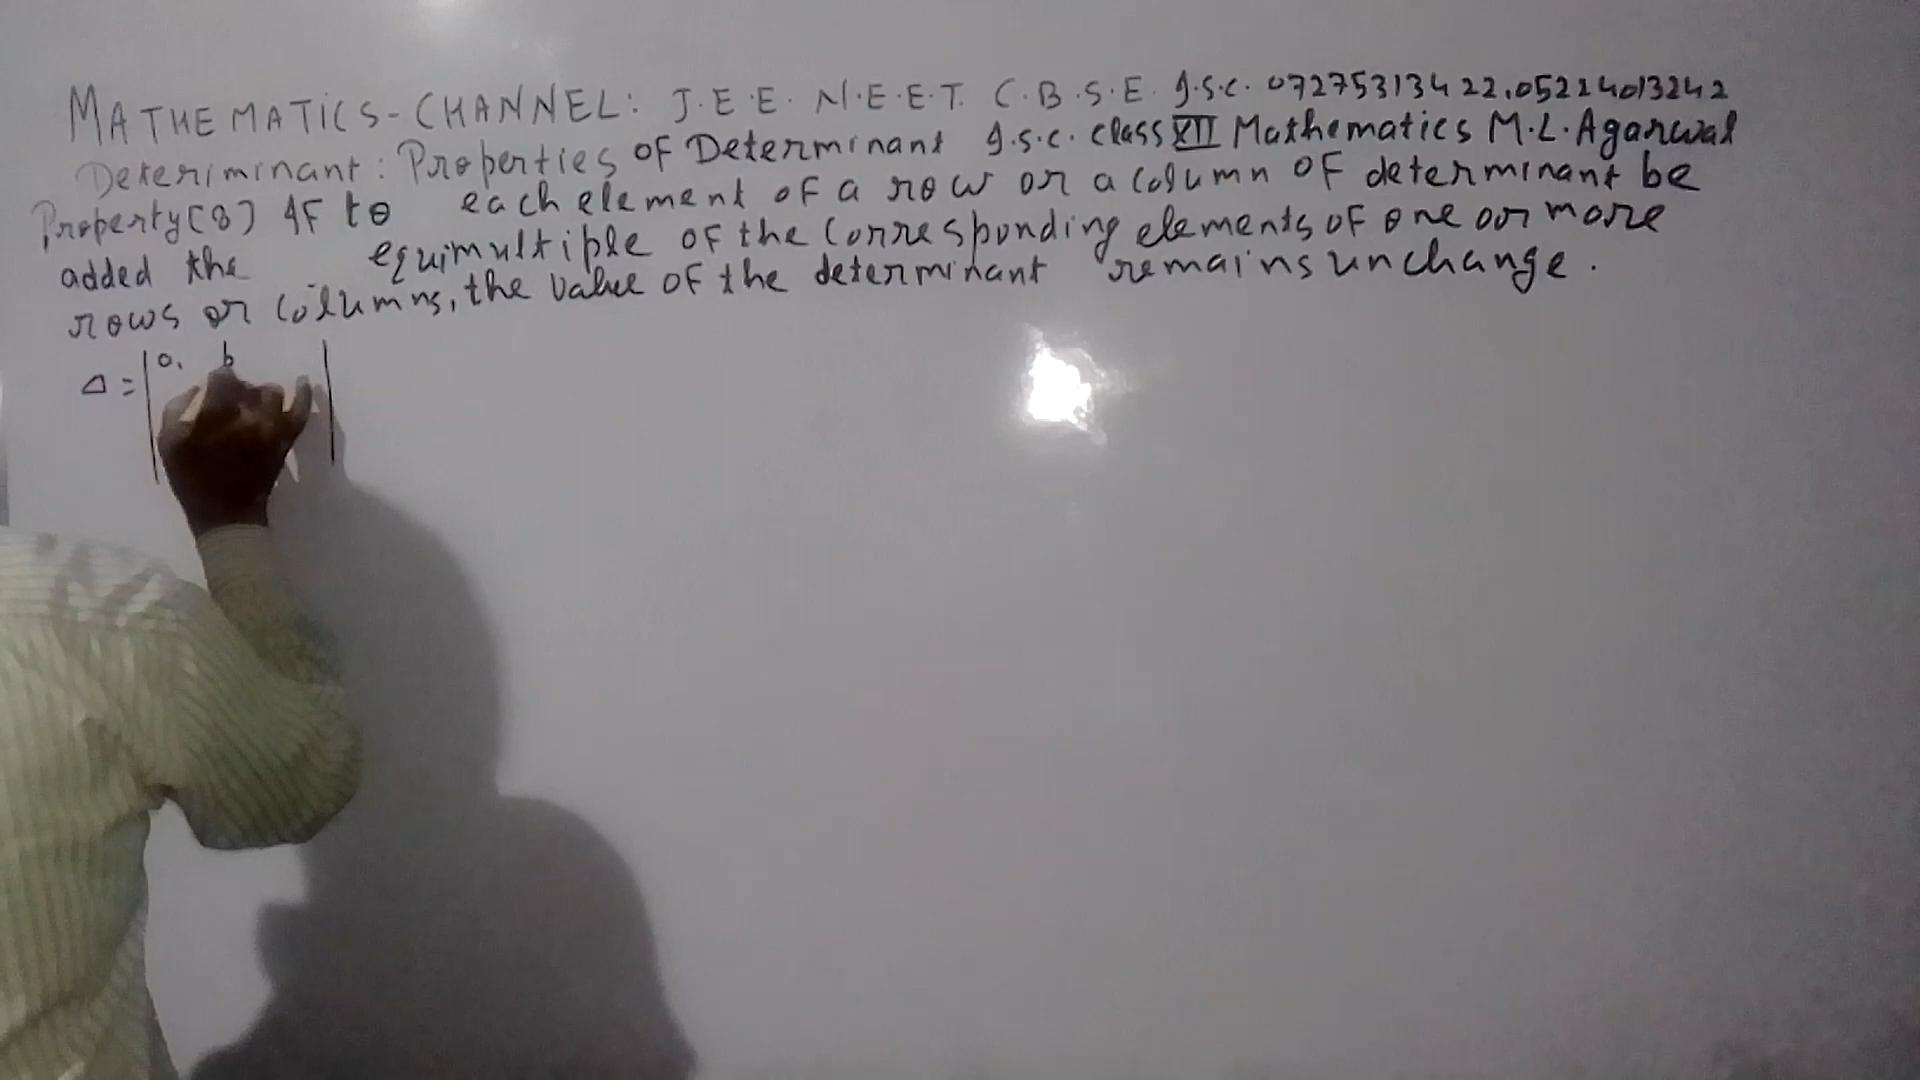 MATHEMATICS-CHANNEL: J.E.E. N.E.E.T. C.B.S.E. I.S.C. 07275313422,05224013242
Deteriminant: Properties of Determinant I.S.C. class XII Mathematics M.L.Agarwal
Property(8) If to each element of a row or a column of determinant be
added the equimultiple of the corresponding elements of one or more
rows or columns, the value of the determinant remains unchange.
Δ = | a, b |